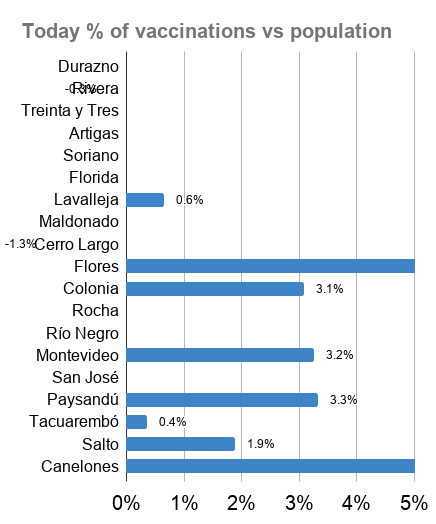 Today % of vaccinations vs population
Durazno
Rivera
Treinta y Tres
Artigas
Soriano
Florida
Lavalleja 0.6%
Maldonado
-1.3% Cerro Largo
Flores
Colonia 3.1%
Rocha
Río Negro
Montevideo 3.2%
San José
Paysandú 3.3%
Tacuarembó 0.4%
Salto 1.9%
Canelones
0% 1% 2% 3% 4% 5%